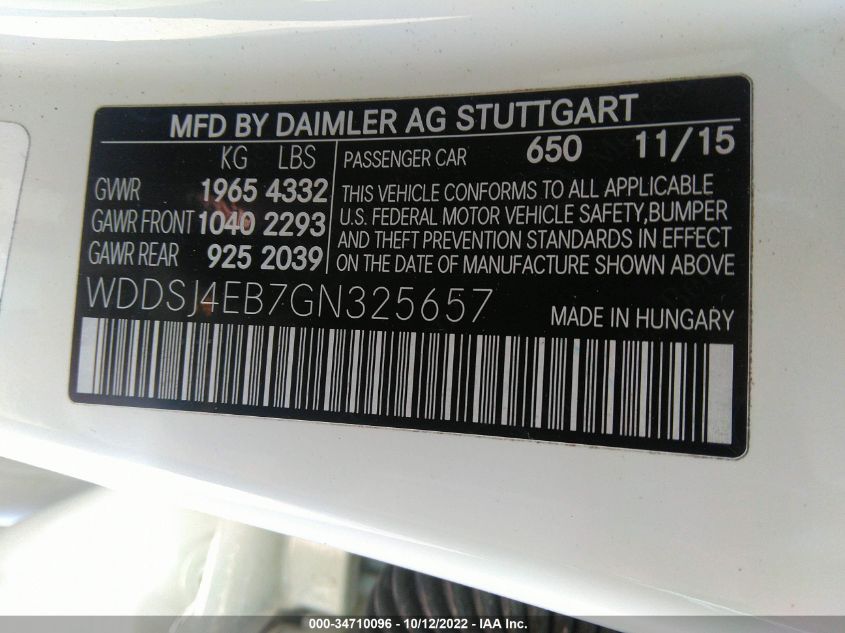 MFD BY DAIMLER AG STUTTGART
KG LBS
GVWR 1965 4332
GAWR FRONT 1040 2293
GAWR REAR 925 2039
PASSENGER CAR 650 11/15
THIS VEHICLE CONFORMS TO ALL APPLICABLE
U.S. FEDERAL MOTOR VEHICLE SAFETY,BUMPER
AND THEFT PREVENTION STANDARDS IN EFFECT
ON THE DATE OF MANUFACTURE SHOWN ABOVE
WDDSJ4EB7GN325657
MADE IN HUNGARY
000-34710096 - 10/12/2022 - IAA Inc.